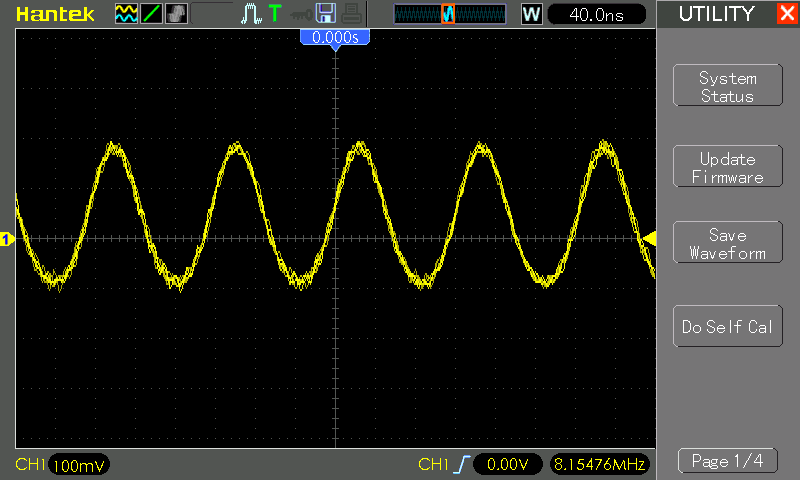 Hantek
T
W
40.0ns
UTILITY
0.000s
System
Status
Update
Firmware
Save
Waveform
Do Self Cal
Page 1/4
1
CH1 100mV
CH1 0.00V 8.15476MHz